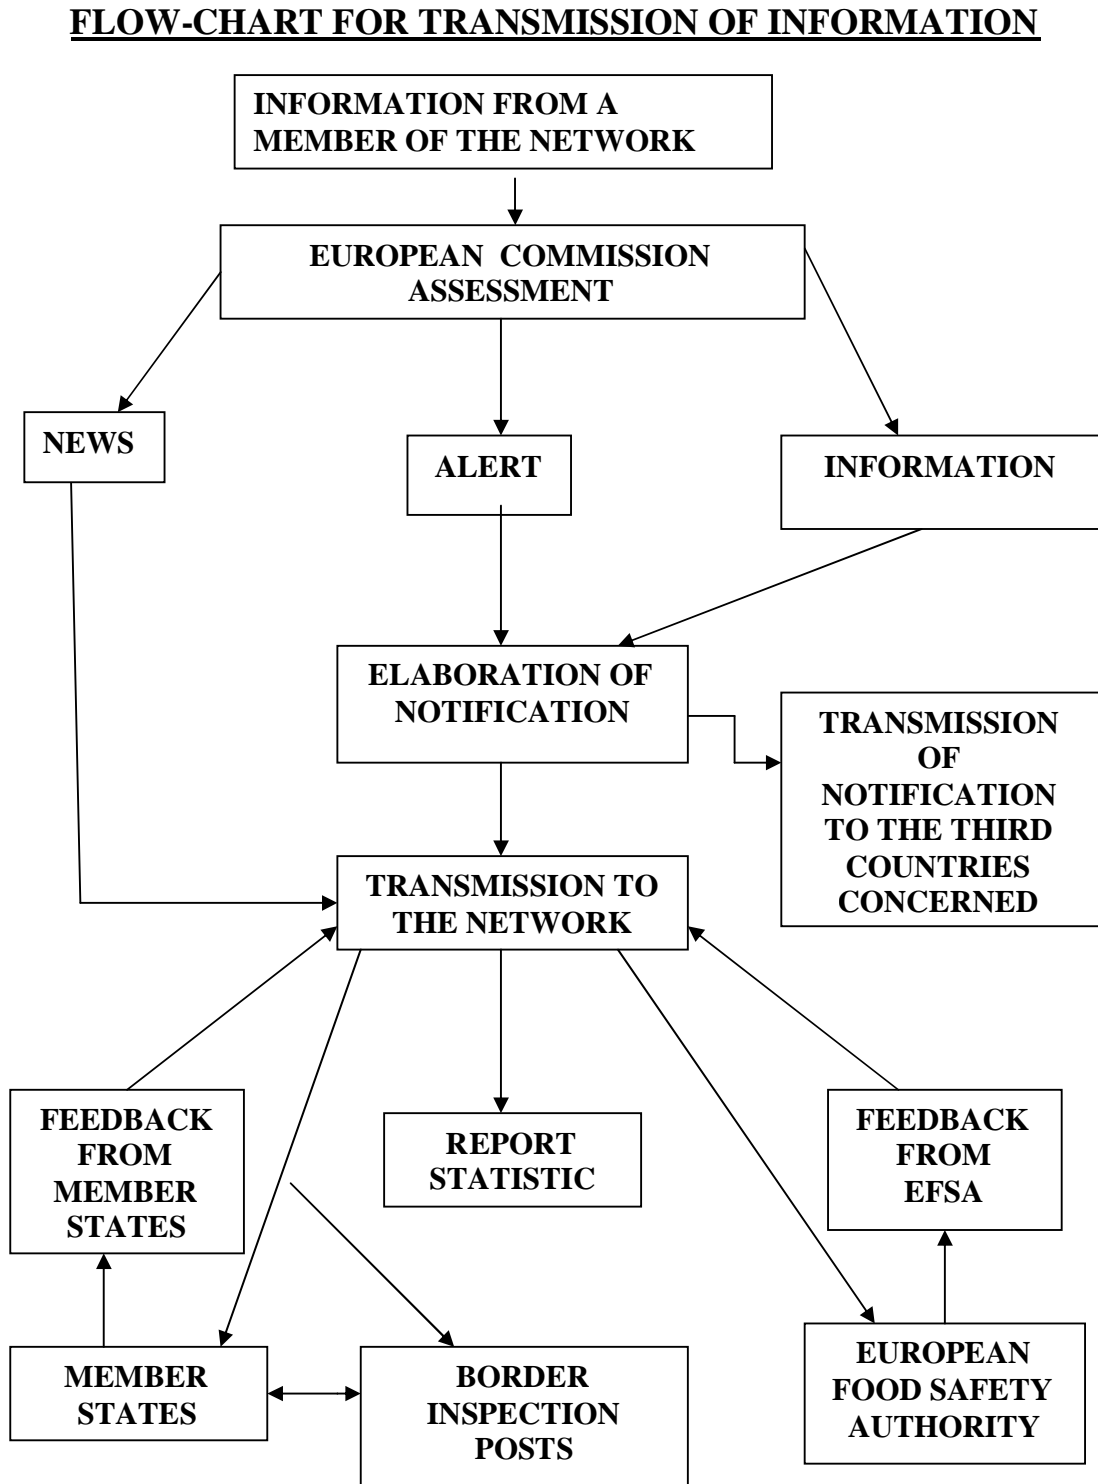 FLOW-CHART FOR TRANSMISSION OF INFORMATION
INFORMATION FROM A
MEMBER OF THE NETWORK
EUROPEAN COMMISSION
ASSESSMENT
NEWS
ALERT
INFORMATION
ELABORATION OF
NOTIFICATION
TRANSMISSION
OF
NOTIFICATION
TO THE THIRD
COUNTRIES
CONCERNED
TRANSMISSION TO
THE NETWORK
FEEDBACK
FROM
MEMBER
STATES
REPORT
STATISTIC
FEEDBACK
FROM
EFSA
MEMBER
STATES
BORDER
INSPECTION
POSTS
EUROPEAN
FOOD SAFETY
AUTHORITY